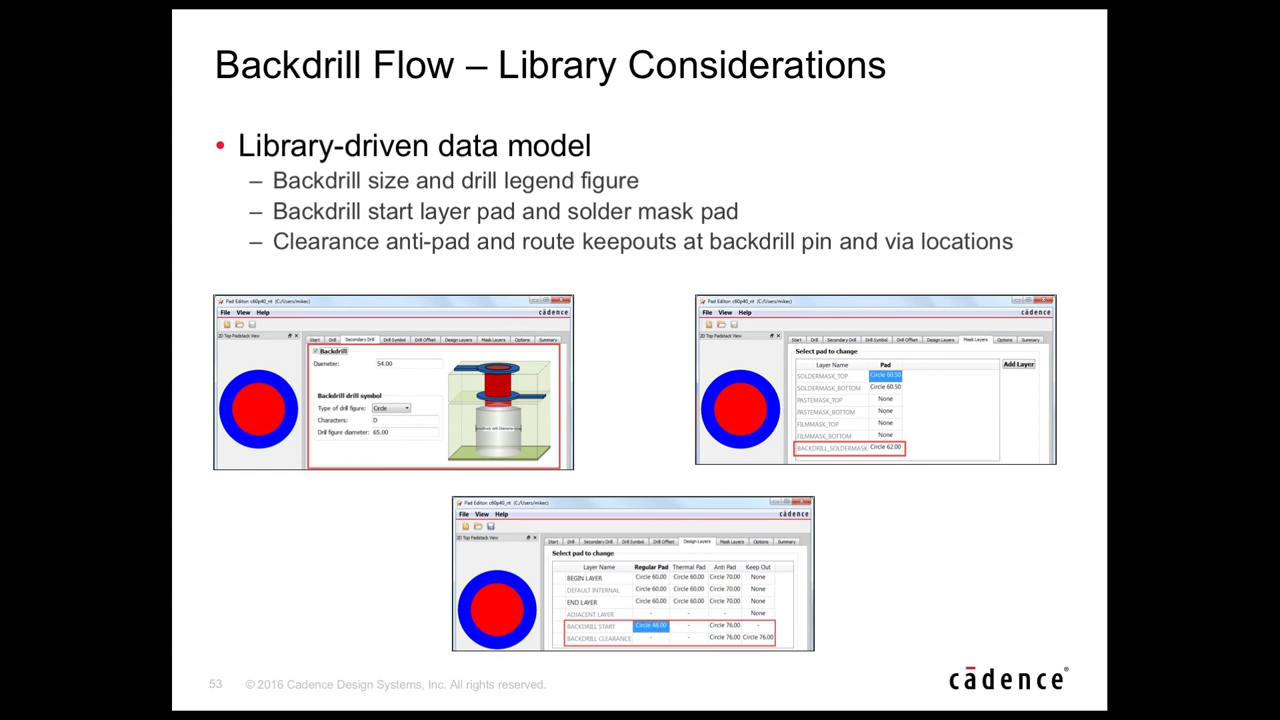 Backdrill Flow – Library Considerations
• Library-driven data model
– Backdrill size and drill legend figure
– Backdrill start layer pad and solder mask pad
– Clearance anti-pad and route keepouts at backdrill pin and via locations
Pad Editor: c60p40_nt (C:/Users/mikec)
File View Help
cādence
2D Top Padstack View
Start Drill Secondary Drill Drill Symbol Drill Offset Design Layers Mask Layers Options Summary
Backdrill
Diameter: 54.00
Backdrill drill symbol
Type of drill figure: Circle
Characters: D
Drill figure diameter: 65.00
Back drill Diameter
Pad Editor: c60p40_nt (C:/Users/mikec)
File View Help
cādence
2D Top Padstack View
Start Drill Secondary Drill Drill Symbol Drill Offset Design Layers Mask Layers Options Summary
Select pad to change
Layer Name Pad
Add Layer
SOLDERMASK_TOP Circle 60.50
SOLDERMASK_BOTTOM Circle 60.50
PASTEMASK_TOP None
PASTEMASK_BOTTOM None
FILMMASK_TOP None
FILMMASK_BOTTOM None
BACKDRILL_SOLDERMASK Circle 62.00
Pad Editor: c60p40_nt (C:/Users/mikec)
File View Help
cādence
2D Top Padstack View
Start Drill Secondary Drill Drill Symbol Drill Offset Design Layers Mask Layers Options Summary
Select pad to change
Layer Name Regular Pad Thermal Pad Anti Pad Keep Out
BEGIN LAYER Circle 60.00 Circle 60.00 Circle 70.00 None
DEFAULT INTERNAL Circle 60.00 Circle 60.00 Circle 70.00 None
END LAYER Circle 60.00 Circle 60.00 Circle 70.00 None
ADJACENT LAYER - - - None
BACKDRILL START Circle 48.00 - Circle 76.00 -
BACKDRILL CLEARANCE - - Circle 76.00 Circle 76.00
53 © 2016 Cadence Design Systems, Inc. All rights reserved.
cādence®